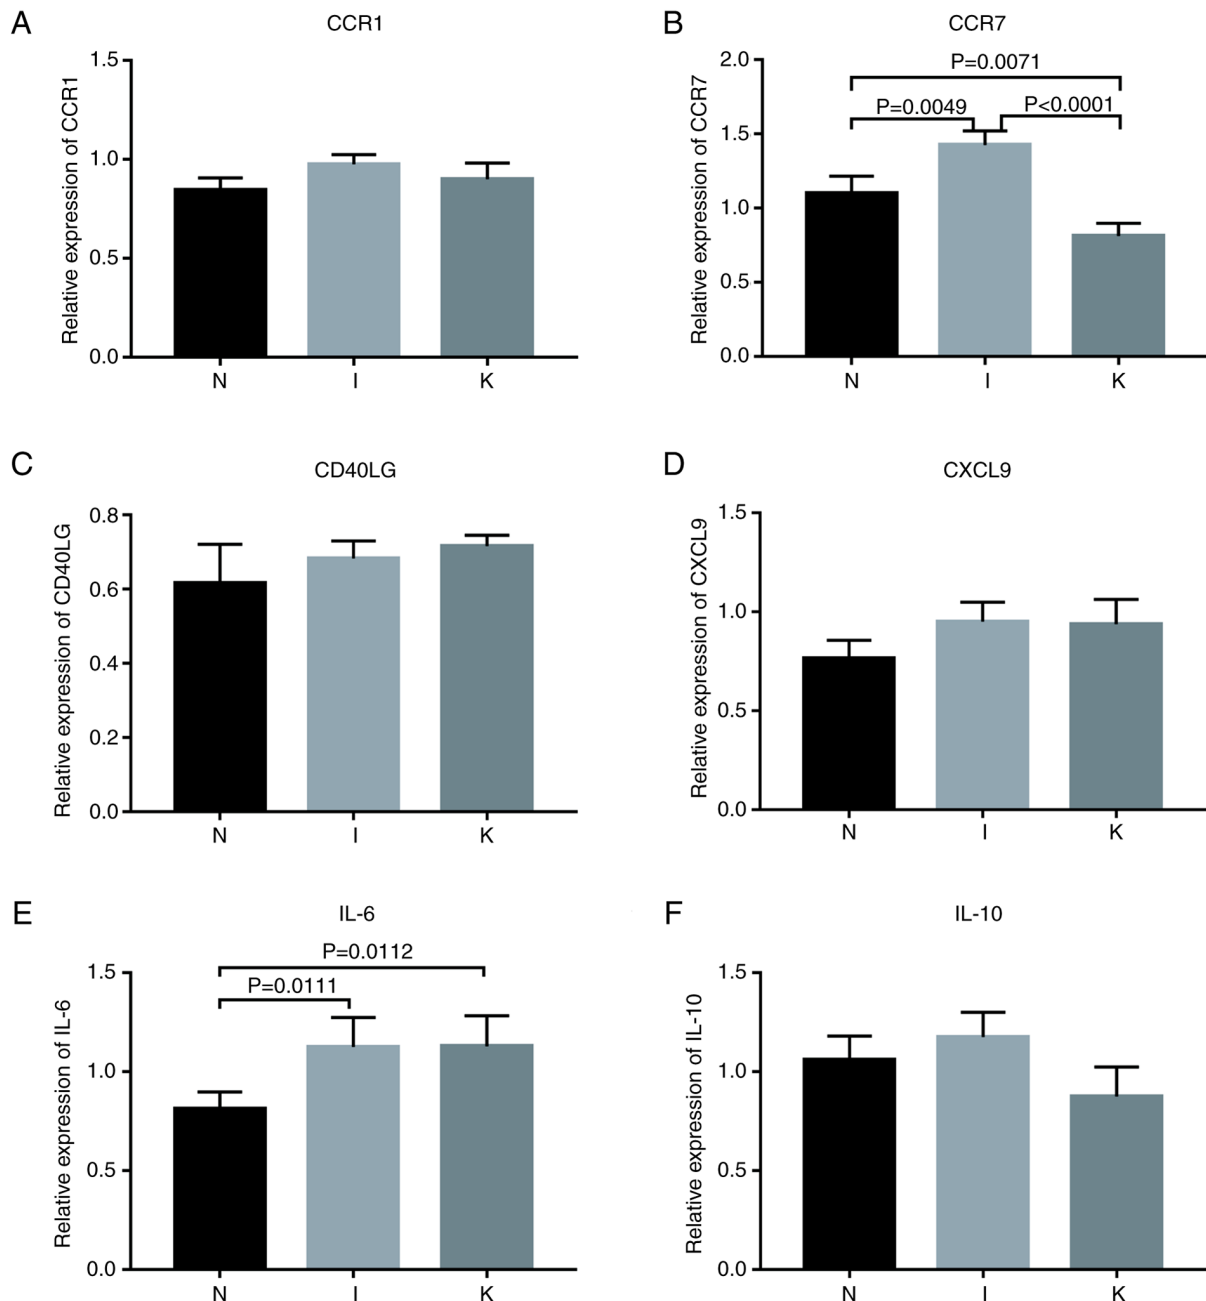 A
CCR1
Relative expression of CCR1
1.5
1.0
0.5
0.0
N I K
B
CCR7
Relative expression of CCR7
2.0
1.5
1.0
0.5
0.0
P=0.0071
P=0.0049 P<0.0001
N I K
C
CD40LG
Relative expression of CD40LG
0.8
0.6
0.4
0.2
0.0
N I K
D
CXCL9
Relative expression of CXCL9
1.5
1.0
0.5
0.0
N I K
E
IL-6
Relative expression of IL-6
1.5
1.0
0.5
0.0
P=0.0112
P=0.0111
N I K
F
IL-10
Relative expression of IL-10
1.5
1.0
0.5
0.0
N I K